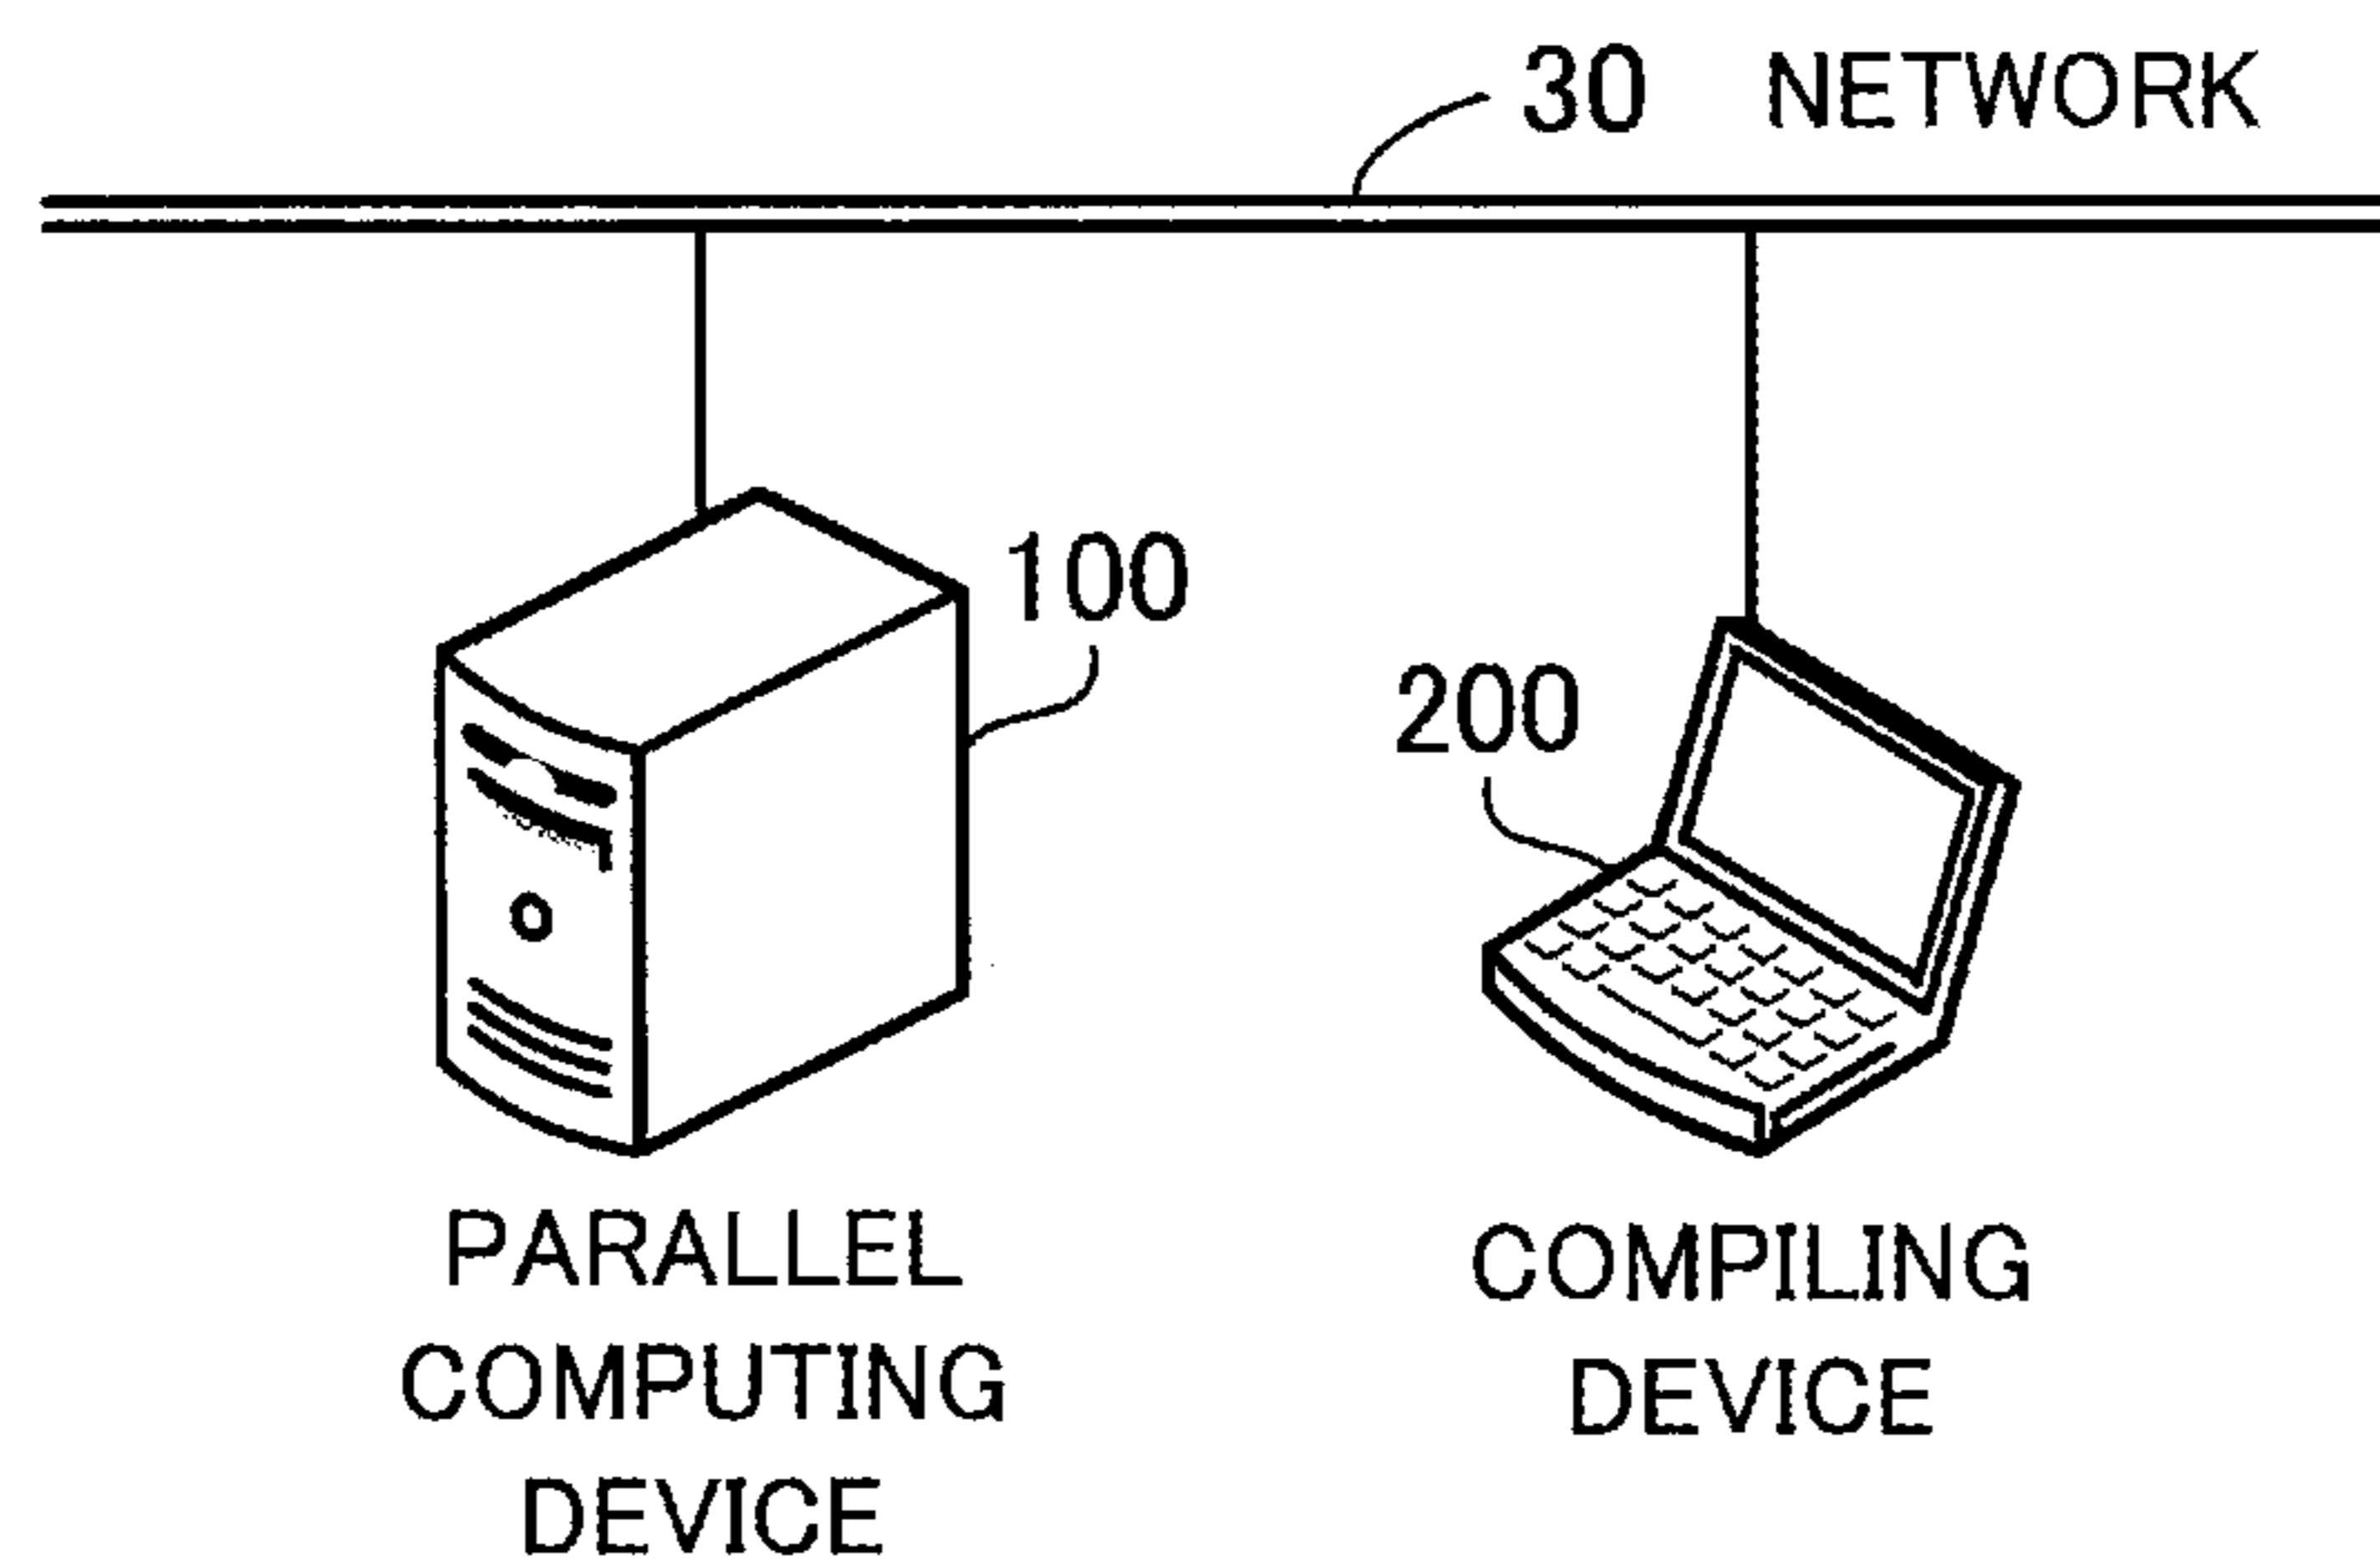 30 NETWORK
100
200
PARALLEL
COMPUTING
DEVICE
COMPILING
DEVICE